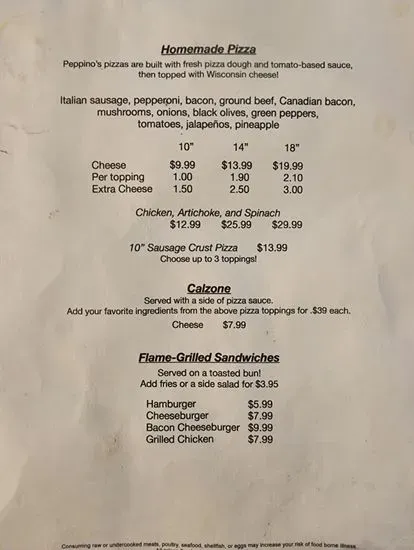 Homemade Pizza
Peppino's pizzas are built with fresh pizza dough and tomato-based sauce,
then topped with Wisconsin cheese!
Italian sausage, pepperoni, bacon, ground beef, Canadian bacon,
mushrooms, onions, black olives, green peppers,
tomatoes, jalapeños, pineapple
10" 14" 18"
Cheese $9.99 $13.99 $19.99
Per topping 1.00 1.90 2.10
Extra Cheese 1.50 2.50 3.00
Chicken, Artichoke, and Spinach
$12.99 $25.99 $29.99
10" Sausage Crust Pizza $13.99
Choose up to 3 toppings!
Calzone
Served with a side of pizza sauce.
Add your favorite ingredients from the above pizza toppings for .$39 each.
Cheese $7.99
Flame-Grilled Sandwiches
Served on a toasted bun!
Add fries or a side salad for $3.95
Hamburger $5.99
Cheeseburger $7.99
Bacon Cheeseburger $9.99
Grilled Chicken $7.99
Consuming raw or undercooked meats, poultry, seafood, shellfish, or eggs may increase your risk of food borne illness.